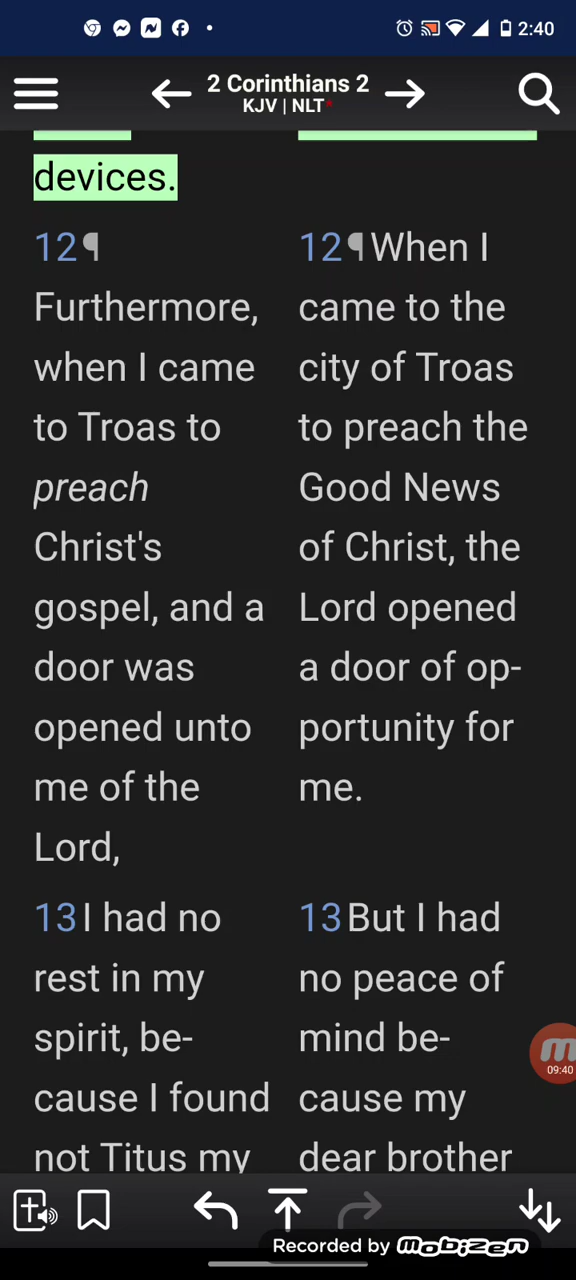 2:40
2 Corinthians 2
KJV | NLT*
devices.
12¶
Furthermore,
when I came
to Troas to
preach
Christ's
gospel, and a
door was
opened unto
me of the
Lord,
13 I had no
rest in my
spirit, be-
cause I found
not Titus my
12¶When I
came to the
city of Troas
to preach the
Good News
of Christ, the
Lord opened
a door of op-
portunity for
me.
13 But I had
no peace of
mind be-
cause my
dear brother
09:40
Recorded by mobizen